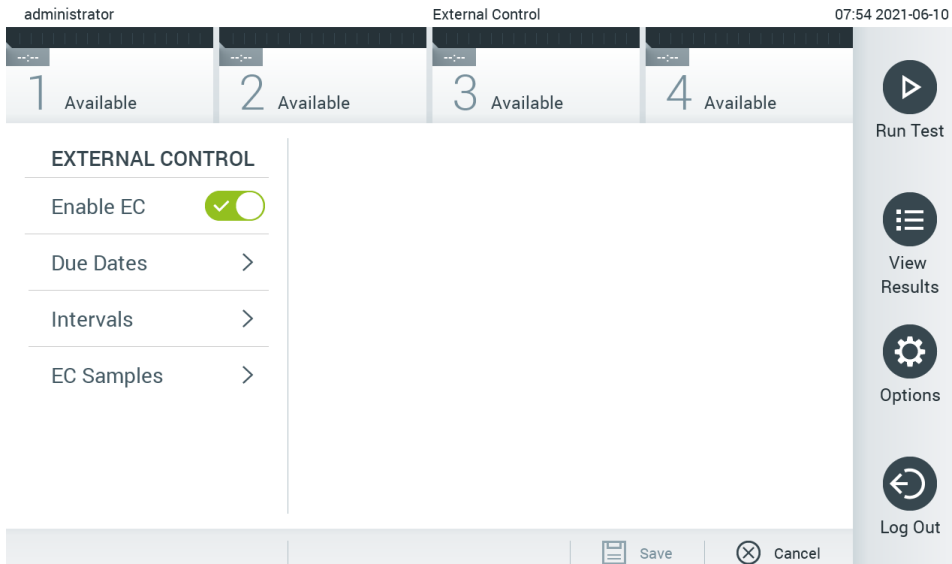 administrator External Control 07:54 2021-06-10
--:-- --:-- --:-- --:--
1 Available 2 Available 3 Available 4 Available
Run Test
EXTERNAL CONTROL
Enable EC
Due Dates
Intervals
EC Samples
View
Results
Options
Log Out
Save Cancel